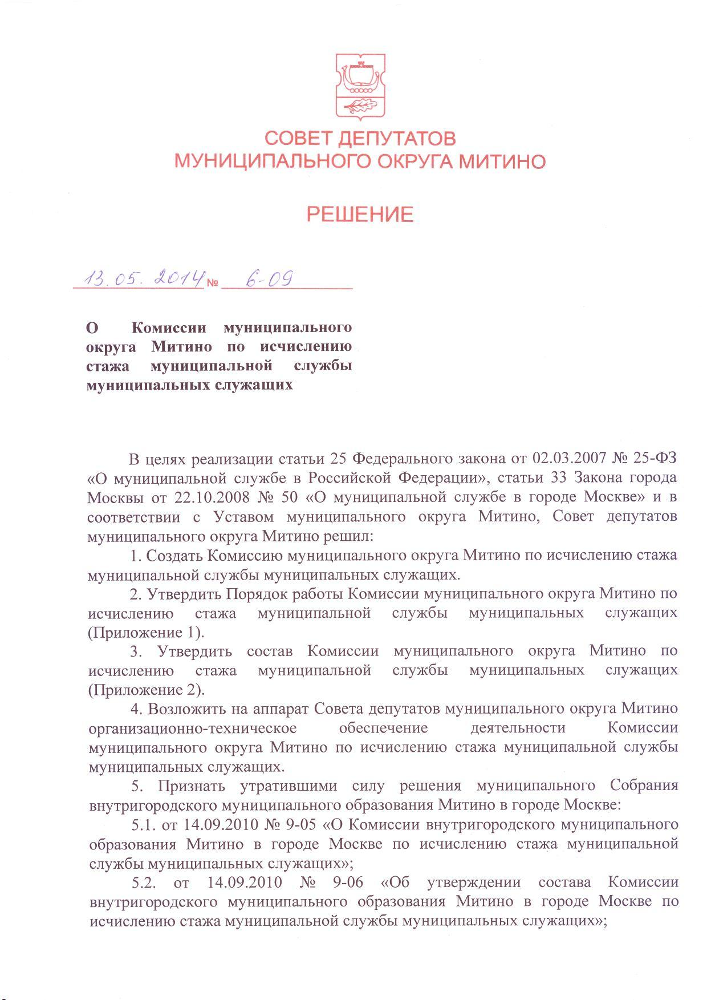 СОВЕТ ДЕПУТАТОВ
МУНИЦИПАЛЬНОГО ОКРУГА МИТИНО
РЕШЕНИЕ
13.05.2014 № 6-09
О Комиссии муниципального
округа Митино по исчислению
стажа муниципальной службы
муниципальных служащих
В целях реализации статьи 25 Федерального закона от 02.03.2007 № 25-ФЗ
«О муниципальной службе в Российской Федерации», статьи 33 Закона города
Москвы от 22.10.2008 № 50 «О муниципальной службе в городе Москве» и в
соответствии с Уставом муниципального округа Митино, Совет депутатов
муниципального округа Митино решил:
1. Создать Комиссию муниципального округа Митино по исчислению стажа
муниципальной службы муниципальных служащих.
2. Утвердить Порядок работы Комиссии муниципального округа Митино по
исчислению стажа муниципальной службы муниципальных служащих
(Приложение 1).
3. Утвердить состав Комиссии муниципального округа Митино по
исчислению стажа муниципальной службы муниципальных служащих
(Приложение 2).
4. Возложить на аппарат Совета депутатов муниципального округа Митино
организационно-техническое обеспечение деятельности Комиссии
муниципального округа Митино по исчислению стажа муниципальной службы
муниципальных служащих.
5. Признать утратившими силу решения муниципального Собрания
внутригородского муниципального образования Митино в городе Москве:
5.1. от 14.09.2010 № 9-05 «О Комиссии внутригородского муниципального
образования Митино в городе Москве по исчислению стажа муниципальной
службы муниципальных служащих»;
5.2. от 14.09.2010 № 9-06 «Об утверждении состава Комиссии
внутригородского муниципального образования Митино в городе Москве по
исчислению стажа муниципальной службы муниципальных служащих»;